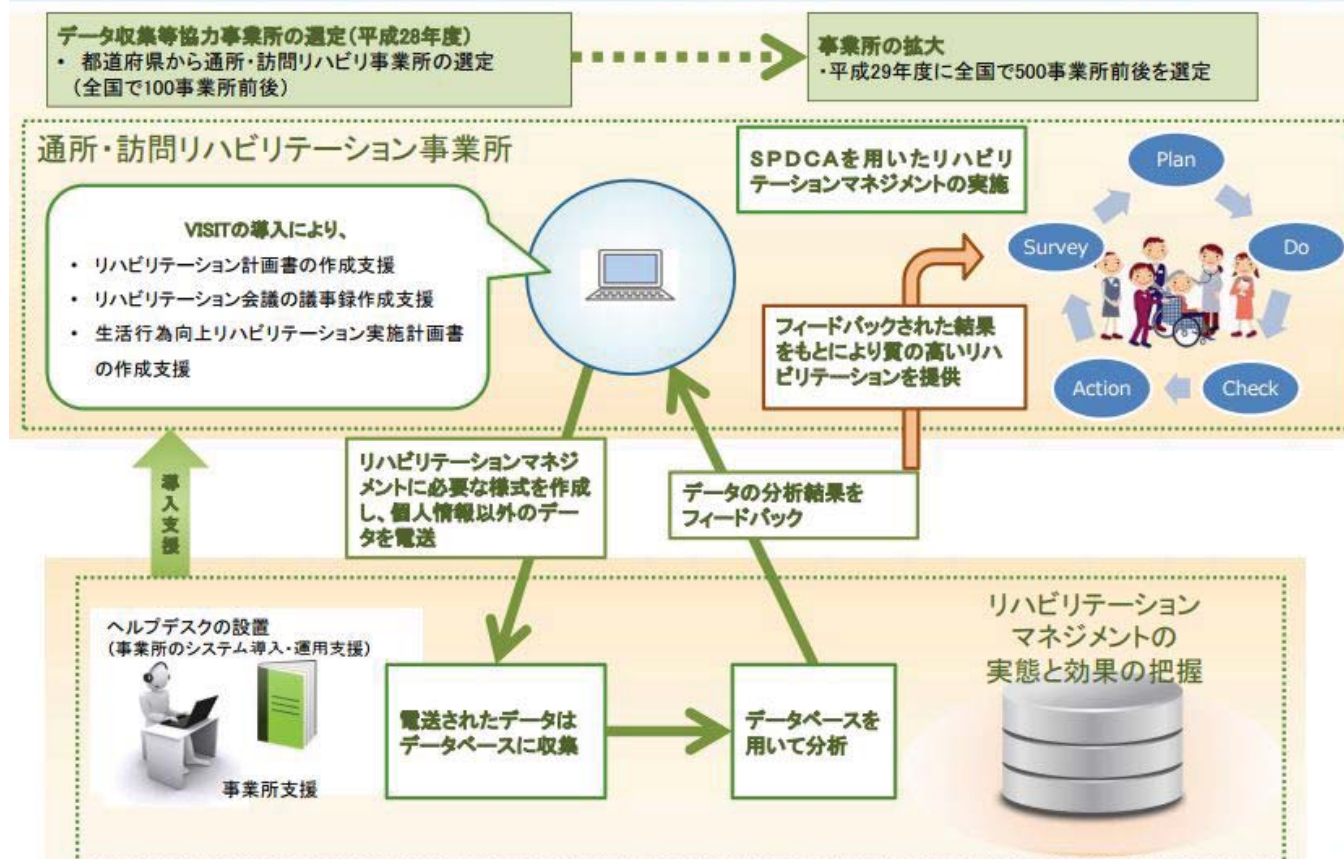 データ収集等協力事業所の選定(平成28年度)
・ 都道府県から通所・訪問リハビリ事業所の選定
(全国で100事業所前後)
事業所の拡大
・平成29年度に全国で500事業所前後を選定
通所・訪問リハビリテーション事業所
VISITの導入により、
・ リハビリテーション計画書の作成支援
・ リハビリテーション会議の議事録作成支援
・ 生活行為向上リハビリテーション実施計画書
の作成支援
SPDCAを用いたリハビリ
テーションマネジメントの実施
Plan
Survey
Do
Action
Check
フィードバックされた結果
をもとにより質の高いリハ
ビリテーションを提供
導入支援
リハビリテーションマネジ
メントに必要な様式を作成
し、個人情報以外のデー
タを電送
データの分析結果を
フィードバック
ヘルプデスクの設置
(事業所のシステム導入・運用支援)
事業所支援
電送されたデータは
データベースに収集
データベースを
用いて分析
リハビリテーション
マネジメントの
実態と効果の把握